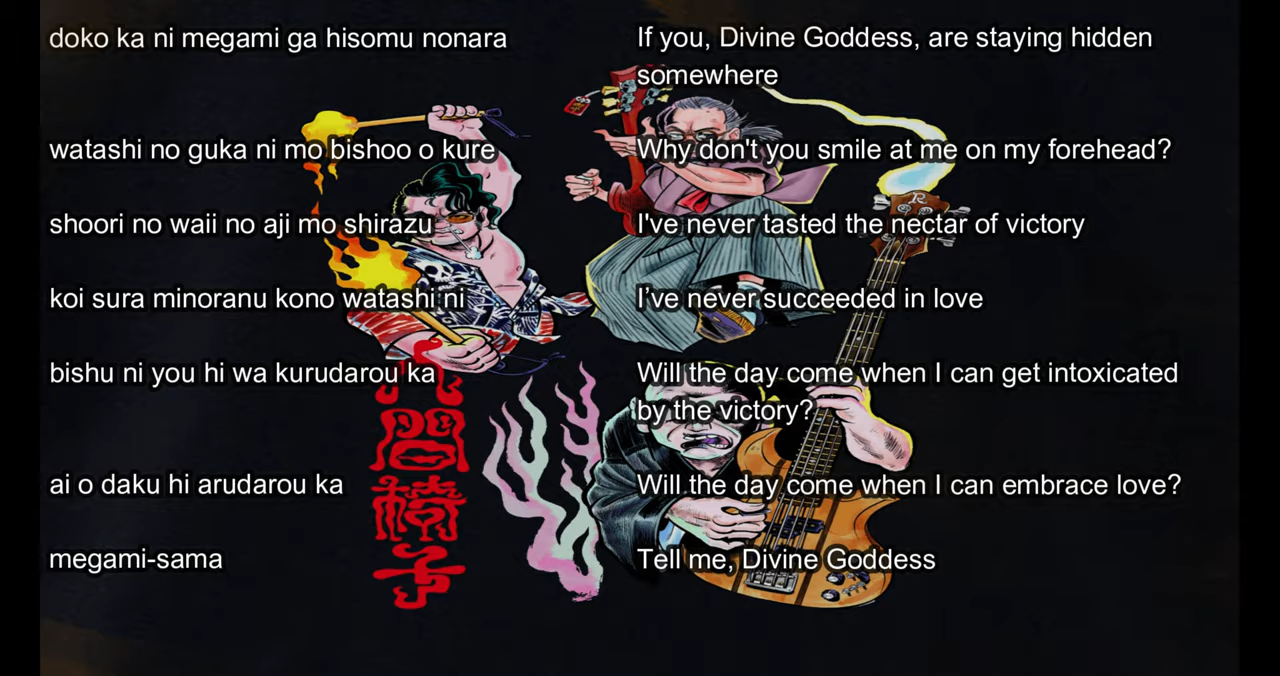 doko ka ni megami ga hisomu nonara
If you, Divine Goddess, are staying hidden
somewhere
watashi no guka ni mo bishoo o kure
Why don't you smile at me on my forehead?
shoori no waii no aji mo shirazu
I've never tasted the nectar of victory
koi sura minoranu kono watashi ni
I've never succeeded in love
bishu ni you hi wa kurudarou ka
Will the day come when I can get intoxicated
by the victory?
ai o daku hi arudarou ka
Will the day come when I can embrace love?
megami-sama
Tell me, Divine Goddess
人間椅子
R